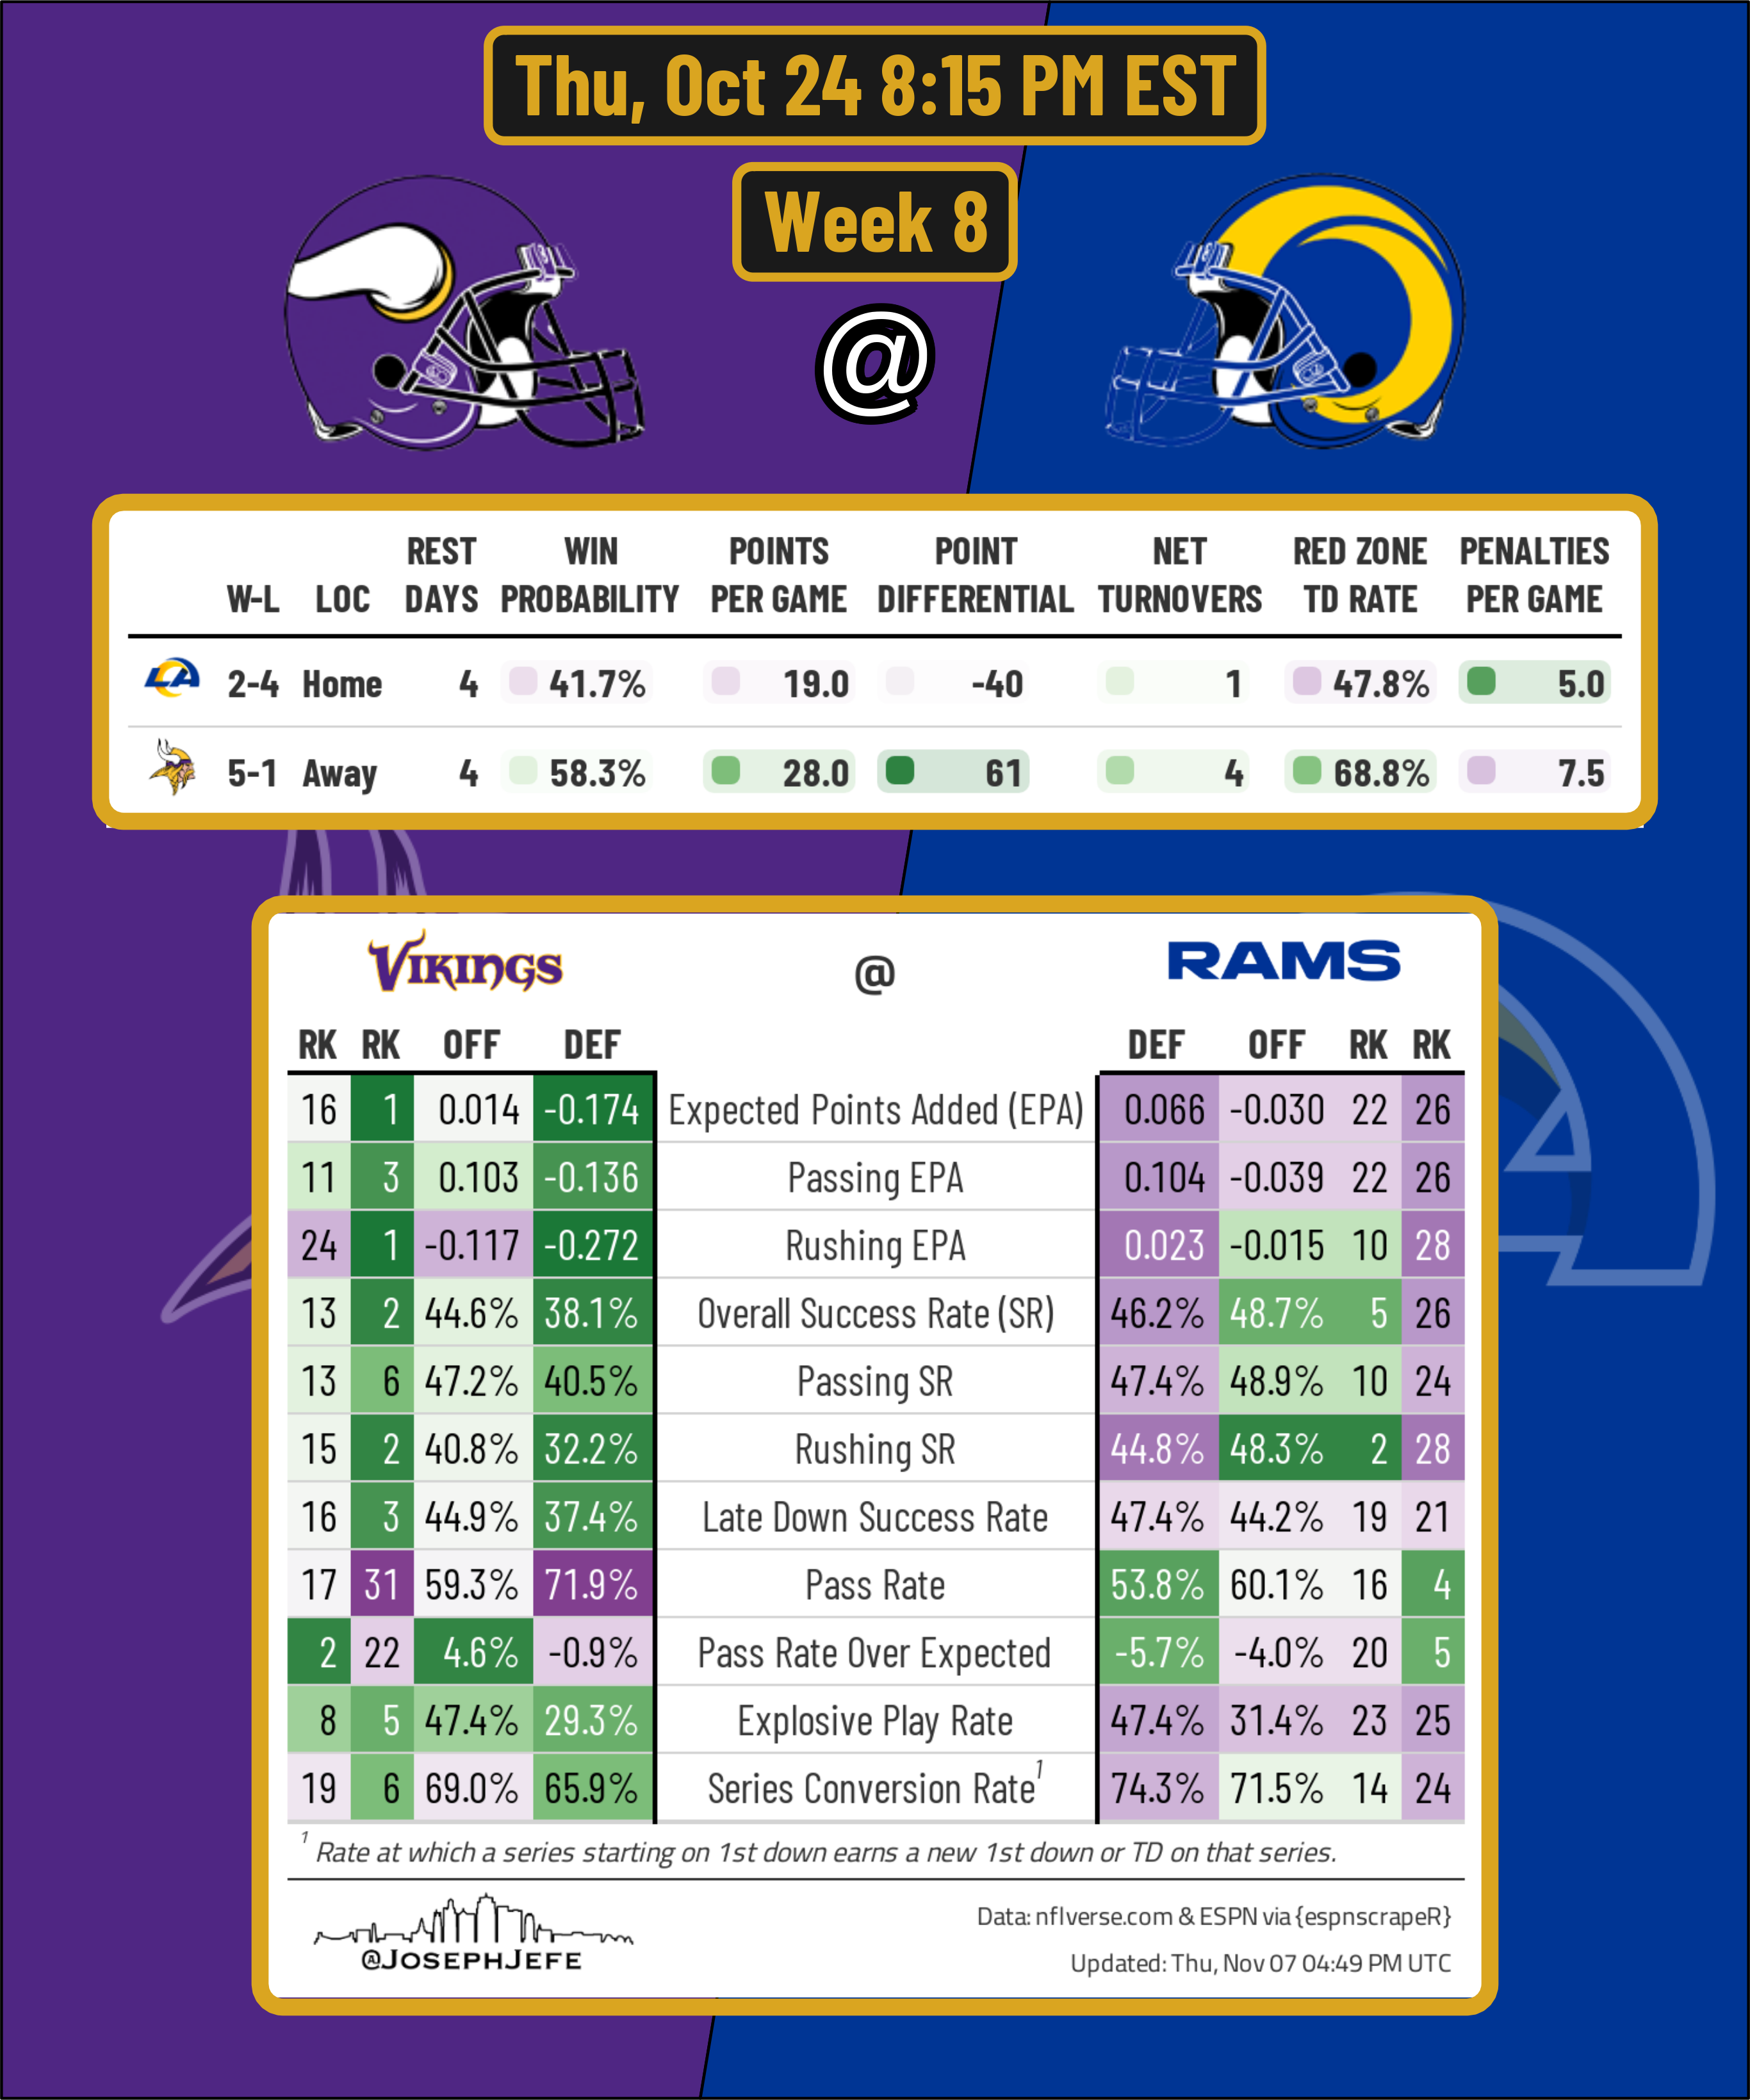 Thu, Oct 24 8:15 PM EST
Week 8
@
W-L LOC REST DAYS WIN PROBABILITY POINTS PER GAME POINT DIFFERENTIAL NET TURNOVERS RED ZONE TD RATE PENALTIES PER GAME
LA 2-4 Home 4 41.7% 19.0 -40 1 47.8% 5.0
5-1 Away 4 58.3% 28.0 61 4 68.8% 7.5
VIKINGS @ RAMS
RK RK OFF DEF DEF OFF RK RK
16 1 0.014 -0.174 Expected Points Added (EPA) 0.066 -0.030 22 26
11 3 0.103 -0.136 Passing EPA 0.104 -0.039 22 26
24 1 -0.117 -0.272 Rushing EPA 0.023 -0.015 10 28
13 2 44.6% 38.1% Overall Success Rate (SR) 46.2% 48.7% 5 26
13 6 47.2% 40.5% Passing SR 47.4% 48.9% 10 24
15 2 40.8% 32.2% Rushing SR 44.8% 48.3% 2 28
16 3 44.9% 37.4% Late Down Success Rate 47.4% 44.2% 19 21
17 31 59.3% 71.9% Pass Rate 53.8% 60.1% 16 4
2 22 4.6% -0.9% Pass Rate Over Expected -5.7% -4.0% 20 5
8 5 47.4% 29.3% Explosive Play Rate 47.4% 31.4% 23 25
19 6 69.0% 65.9% Series Conversion Rate¹ 74.3% 71.5% 14 24
¹ Rate at which a series starting on 1st down earns a new 1st down or TD on that series.
@JOSEPHJEFE
Data: nflverse.com & ESPN via {espnscrapeR}
Updated: Thu, Nov 07 04:49 PM UTC